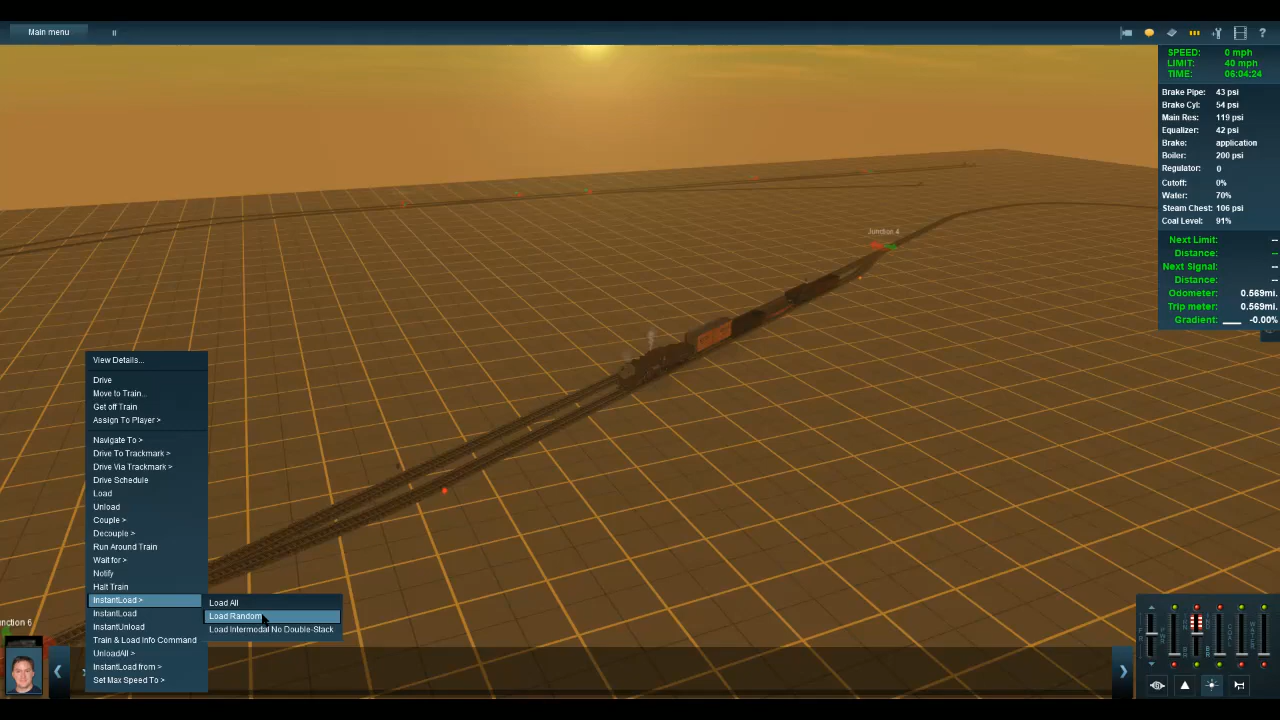 Main menu
SPEED: 0 mph
LIMIT: 40 mph
TIME: 06:04:24
Brake Pipe: 43 psi
Brake Cyl: 54 psi
Main Res: 119 psi
Equalizer: 42 psi
Brake: application
Boiler: 200 psi
Regulator: 0
Cutoff: 0%
Water: 70%
Steam Chest: 106 psi
Coal Level: 91%
Next Limit: --
Distance: --
Next Signal: --
Distance: --
Odometer: 0.569mi.
Trip meter: 0.569mi.
Gradient: -0.00%
Junction 4
View Details...
Drive
Move to Train...
Get off Train
Assign To Player >
Navigate To >
Drive To Trackmark >
Drive Via Trackmark >
Drive Schedule
Load
Unload
Couple >
Decouple >
Run Around Train
Wait for >
Notify
Halt Train
InstantLoad >
InstantLoad
InstantUnload
Train & Load Info Command
UnloadAll >
InstantLoad from >
Set Max Speed To >
Load All
Load Random
Load Intermodal No Double-Stack
nction 6